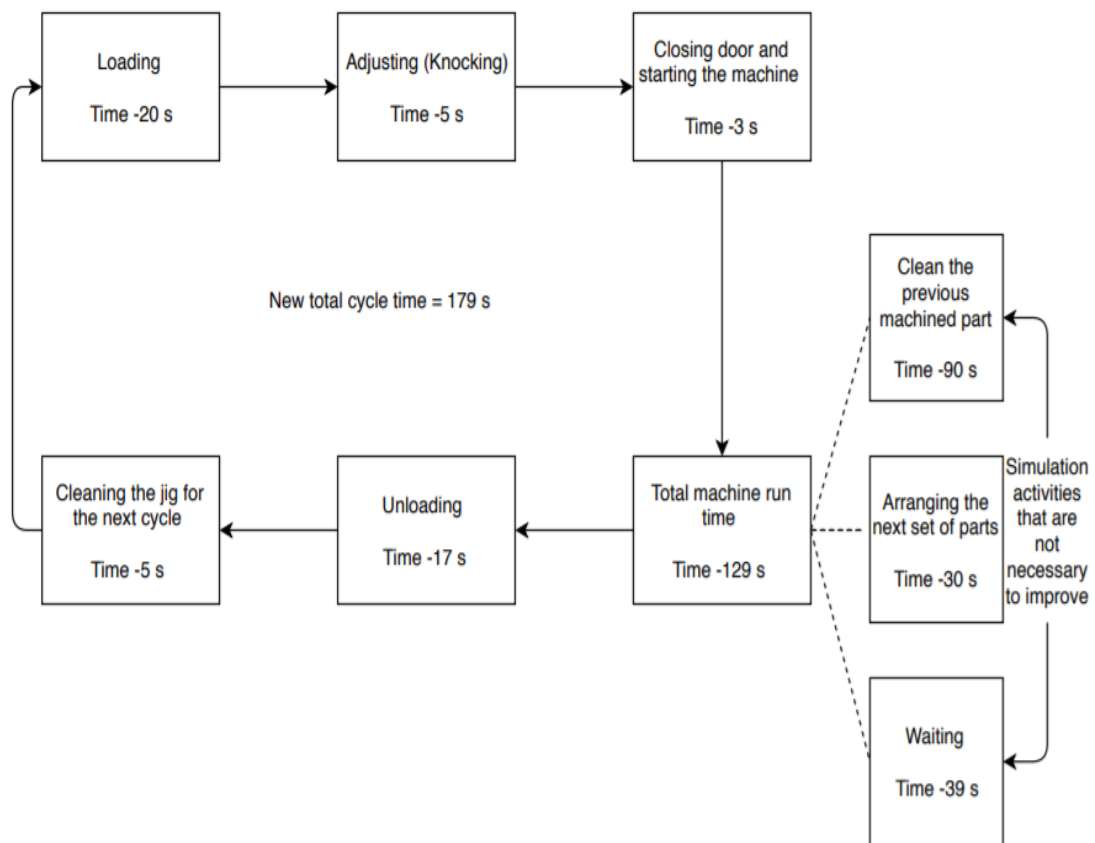 Loading
Time -20 s
Adjusting (Knocking)
Time -5 s
Closing door and
starting the machine
Time -3 s
New total cycle time = 179 s
Clean the
previous
machined part
Time -90 s
Cleaning the jig for
the next cycle
Time -5 s
Unloading
Time -17 s
Total machine run
time
Time -129 s
Arranging the
next set of parts
Time -30 s
Simulation
activities
that are
not
necessary
to improve
Waiting
Time -39 s